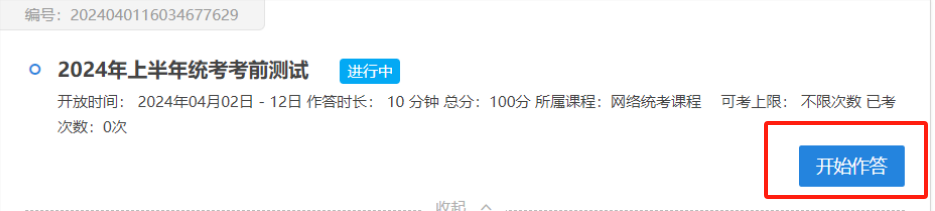 编号：2024040116034677629
2024年上半年统考考前测试 进行中
开放时间： 2024年04月02日 - 12日 作答时长： 10 分钟 总分：100分 所属课程：网络统考课程 可考上限： 不限次数 已考
次数：0次
开始作答
收起